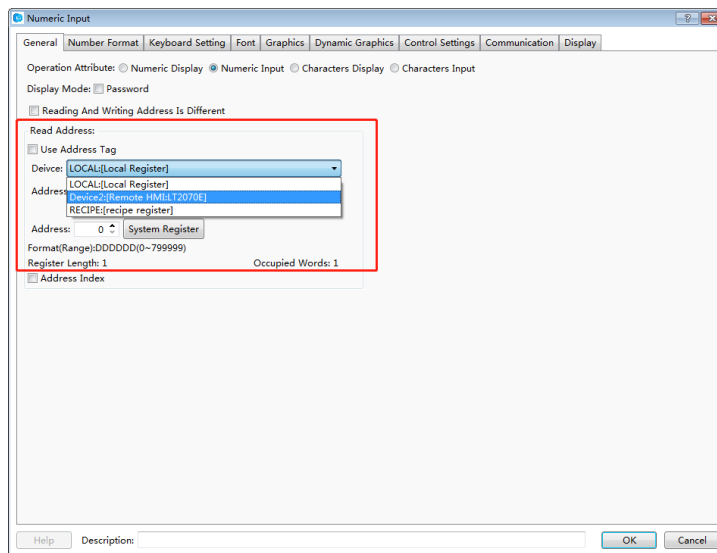 Numeric Input
General Number Format Keyboard Setting Font Graphics Dynamic Graphics Control Settings Communication Display
Operation Attribute: Numeric Display Numeric Input Characters Display Characters Input
Display Mode: Password
Reading And Writing Address Is Different
Read Address:
Use Address Tag
Deivce: LOCAL:[Local Register]
LOCAL:[Local Register]
Address Device2:[Remote HMI:LT2070E]
RECIPE:[recipe register]
Address: 0 System Register
Format(Range):DDDDDD(0~799999)
Register Length: 1 Occupied Words: 1
Address Index
Help Description: OK Cancel